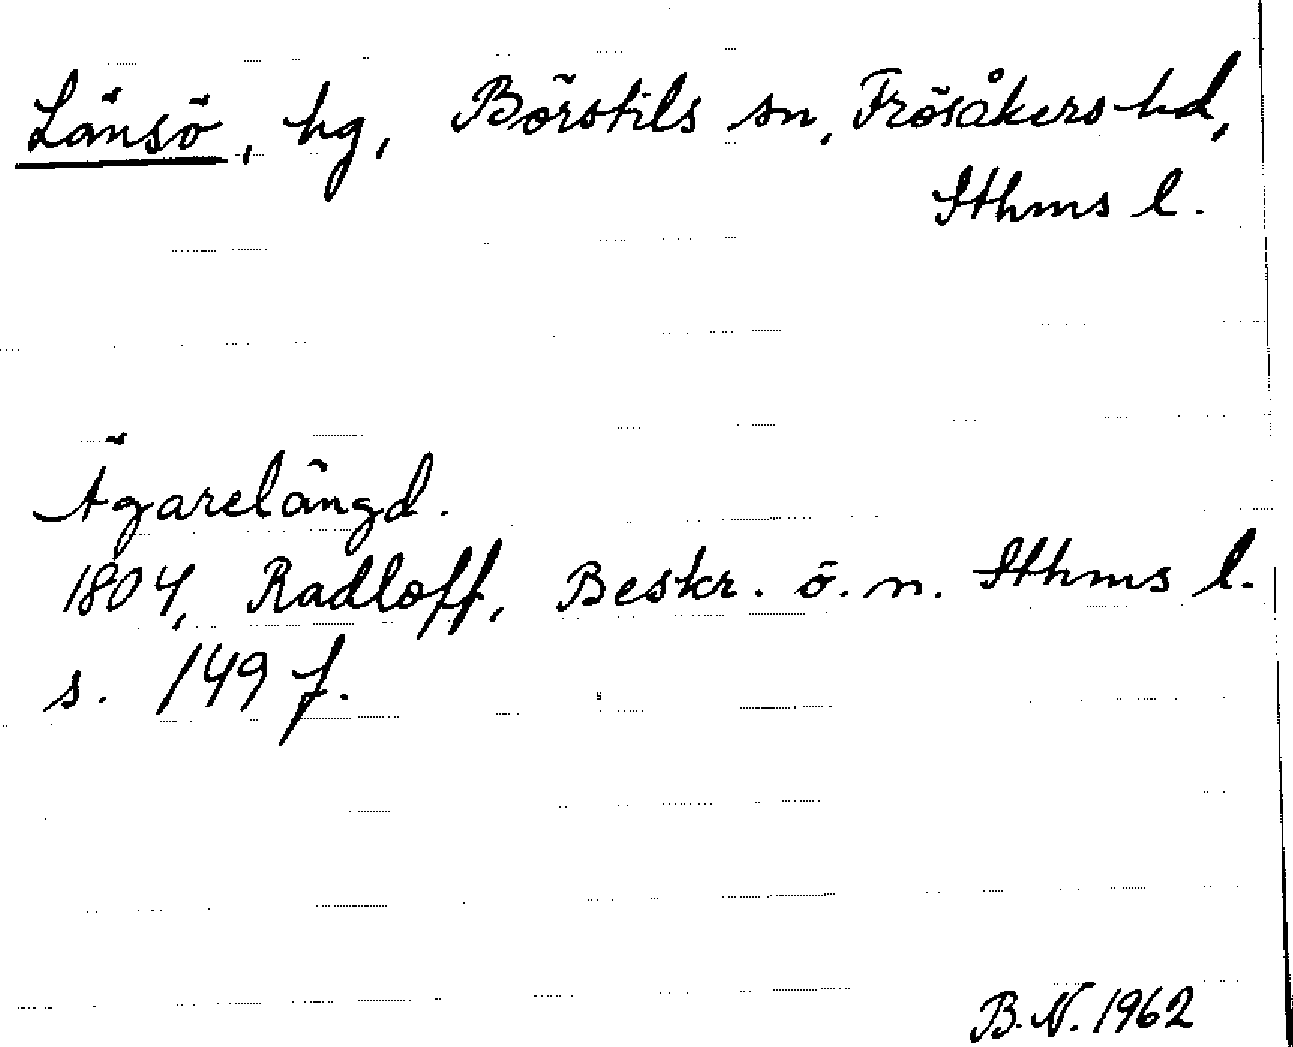 Länsö, hg, Börstils sn, Frösåkers hd,
Sthms l.
Ägarelängd.
1804, Radloff, Beskr. ö. n. Sthms l.
s. 149 f.
B.N. 1962